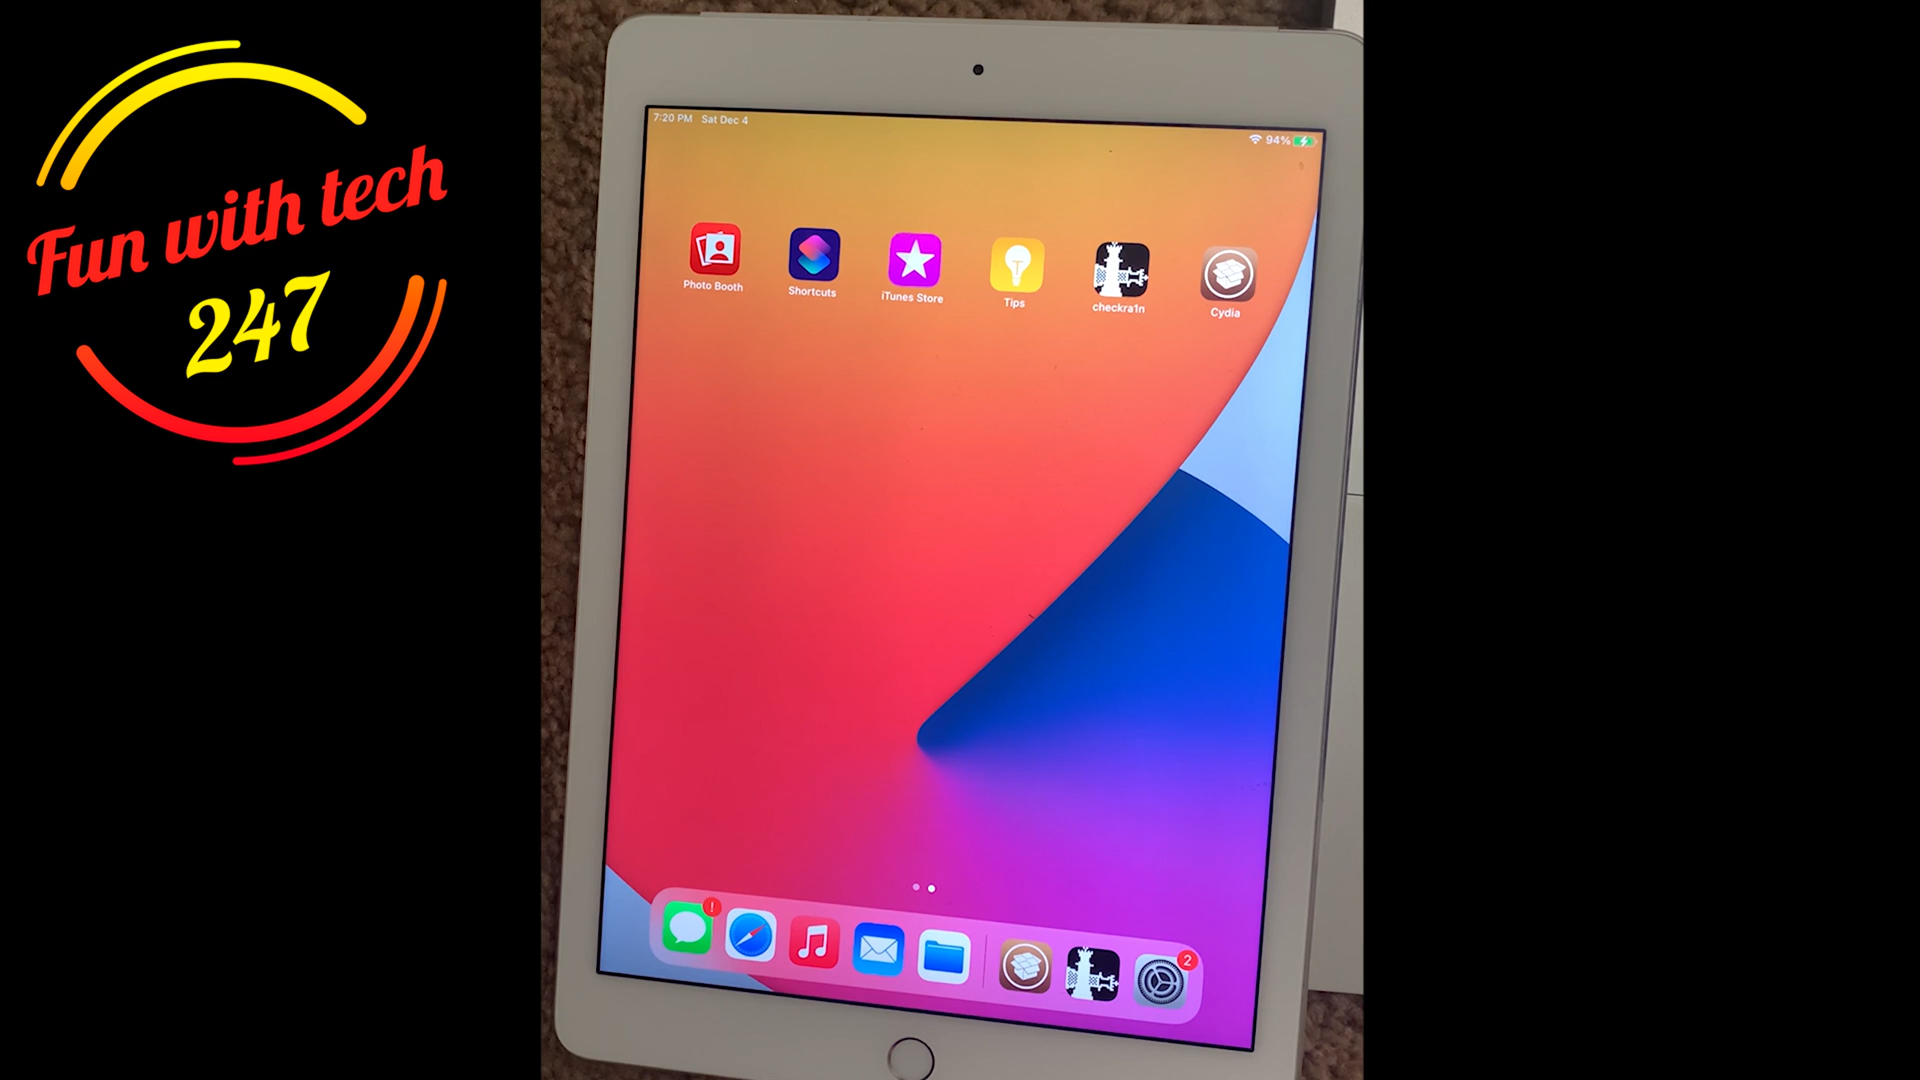 Fun with tech
247
7:20 PM Sat Dec 4
94%
Photo Booth
Shortcuts
iTunes Store
Tips
checkra1n
Cydia
!
2